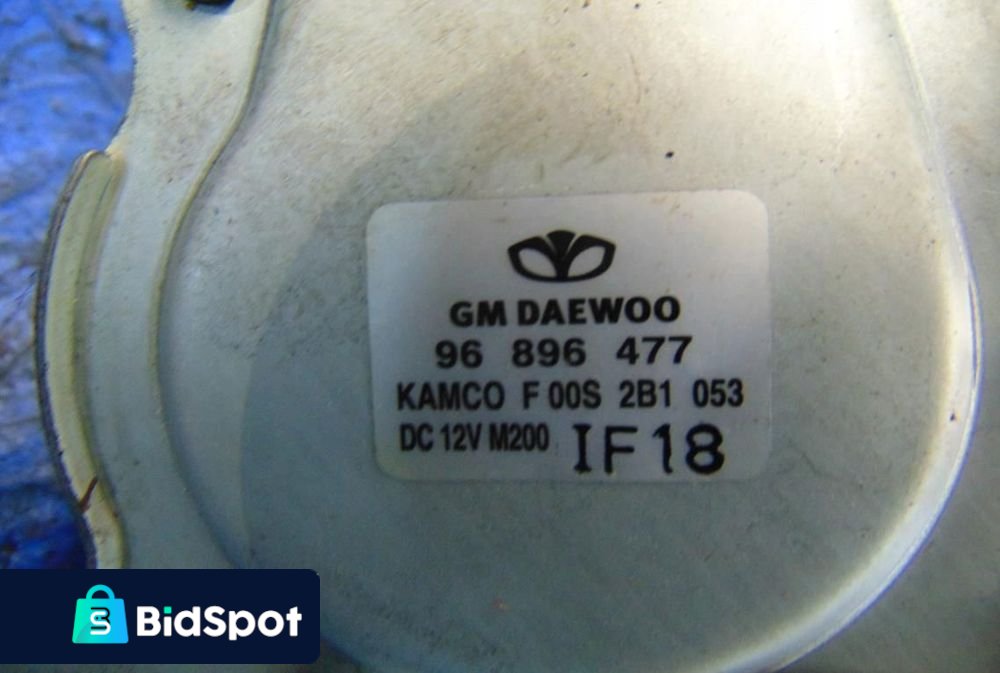 GM DAEWOO
96 896 477
KAMCO F 00S 2B1 053
DC 12V M200 IF18
S BidSpot